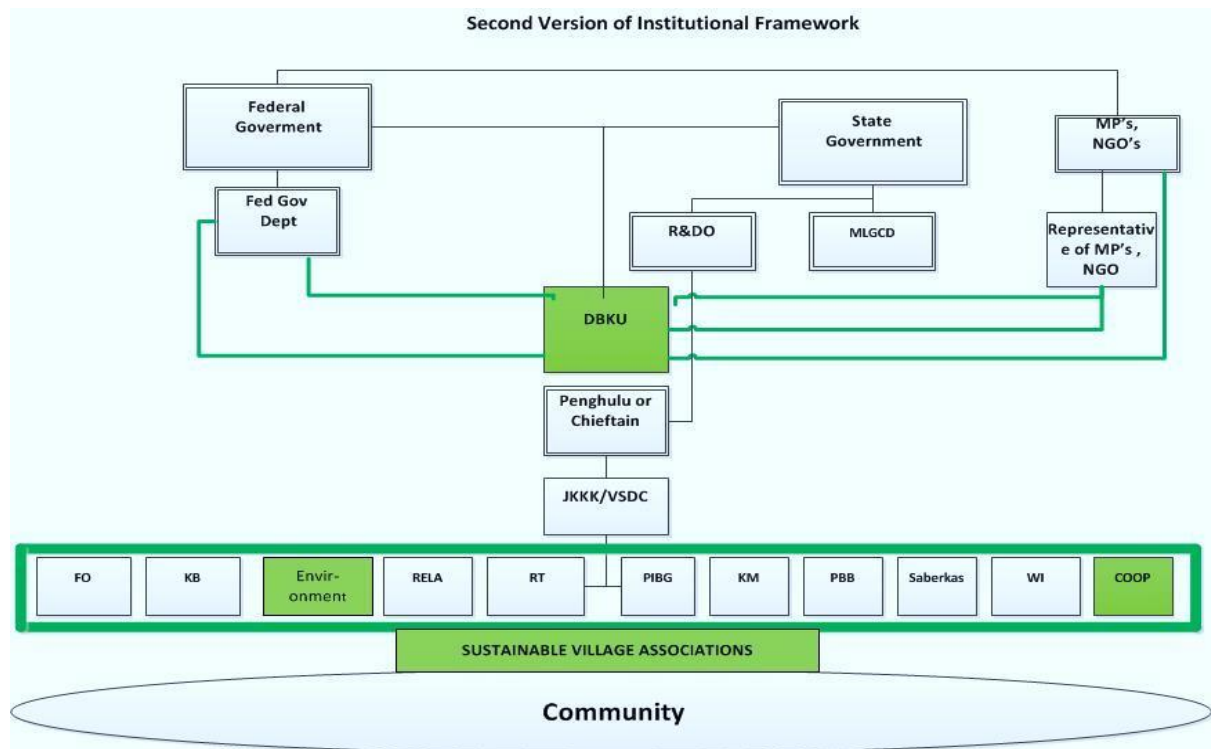 Second Version of Institutional Framework
Federal
Goverment
State
Government
MP's,
NGO's
Fed Gov
Dept
R&DO
MLGCD
Representativ
e of MP's ,
NGO
DBKU
Penghulu or
Chieftain
JKKK/VSDC
FO
KB
Envir-
onment
RELA
RT
PIBG
KM
PBB
Saberkas
WI
COOP
SUSTAINABLE VILLAGE ASSOCIATIONS
Community